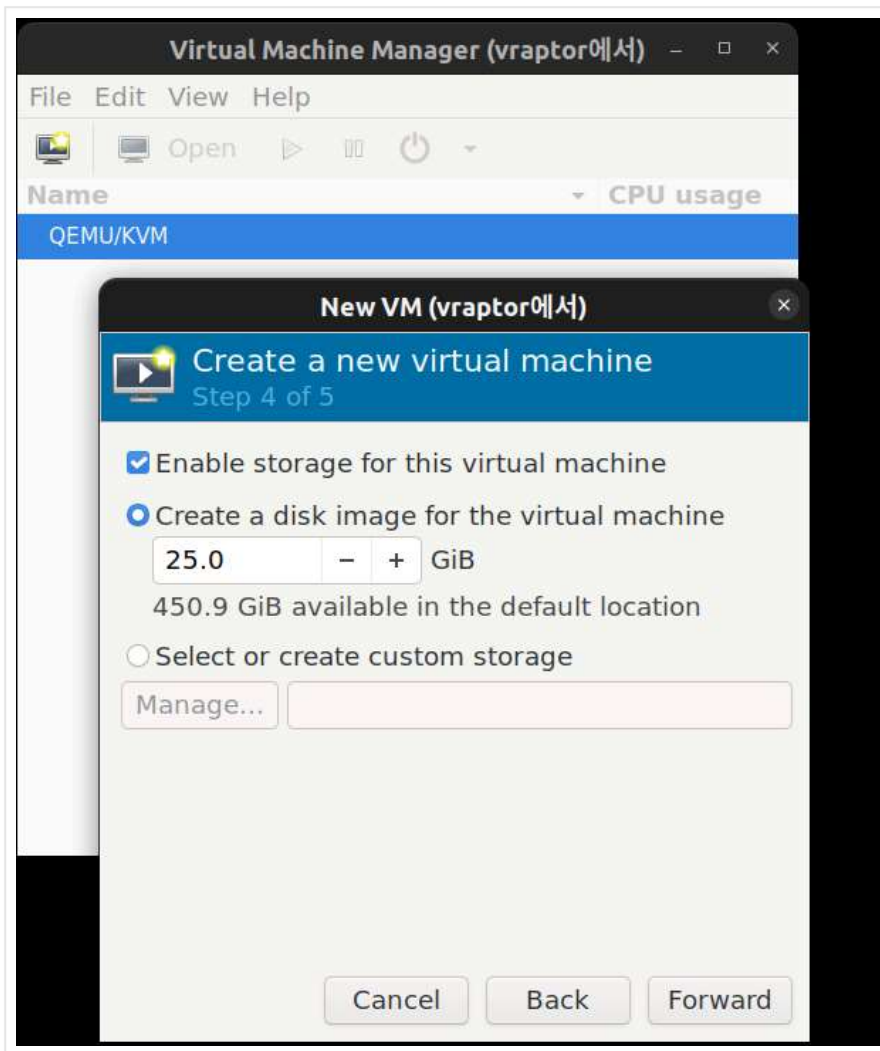 Virtual Machine Manager (vraptor에서)
File Edit View Help
Open
Name CPU usage
QEMU/KVM
New VM (vraptor에서)
Create a new virtual machine
Step 4 of 5
Enable storage for this virtual machine
Create a disk image for the virtual machine
25.0 − + GiB
450.9 GiB available in the default location
Select or create custom storage
Manage...
Cancel Back Forward